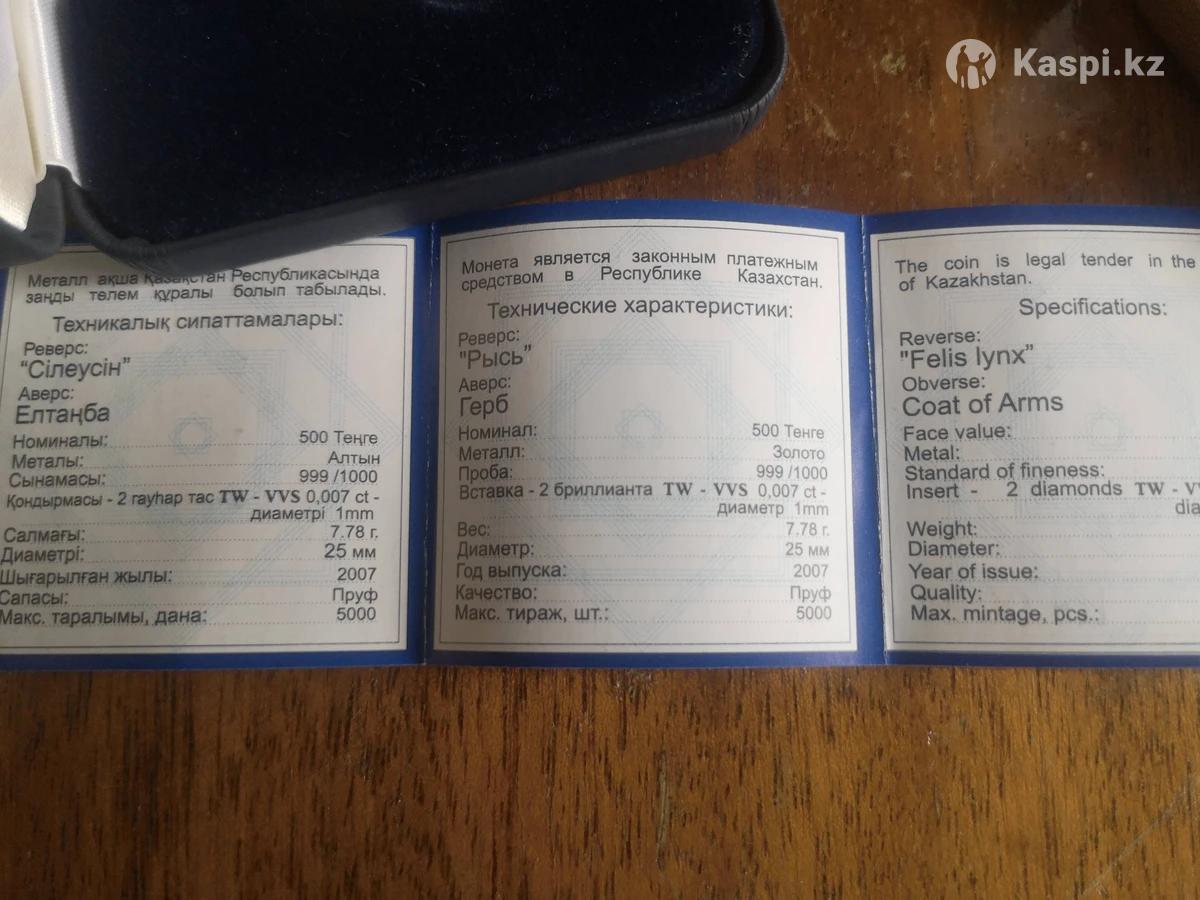 Kaspi.kz
Металл ақша Қазақстан Республикасында
заңды төлем құралы болып табылады.
Техникалық сипаттамалары:
Реверс:
“Сілеусін”
Аверс:
Елтаңба
Номиналы: 500 Теңге
Металы: Алтын
Сынамасы: 999 /1000
Қондырмасы - 2 гауһар тас TW - VVS 0,007 ct -
диаметрі 1mm
Салмағы: 7.78 г.
Диаметрі: 25 мм
Шығарылған жылы: 2007
Сапасы: Пруф
Макс. таралымы, дана: 5000
Монета является законным платежным
средством в Республике Казахстан.
Технические характеристики:
Реверс:
"Рысь”
Аверс:
Герб
Номинал: 500 Тенге
Металл: Золото
Проба: 999 /1000
Вставка - 2 бриллианта TW - VVS 0,007 ct -
диаметр 1mm
Вес: 7.78 г.
Диаметр: 25 мм
Год выпуска: 2007
Качество: Пруф
Макс. тираж, шт.: 5000
The coin is legal tender in the
of Kazakhstan.
Specifications:
Reverse:
"Felis lynx”
Obverse:
Coat of Arms
Face value:
Metal:
Standard of fineness:
Insert - 2 diamonds TW -
Weight:
Diameter:
Year of issue:
Quality:
Max. mintage, pcs.: